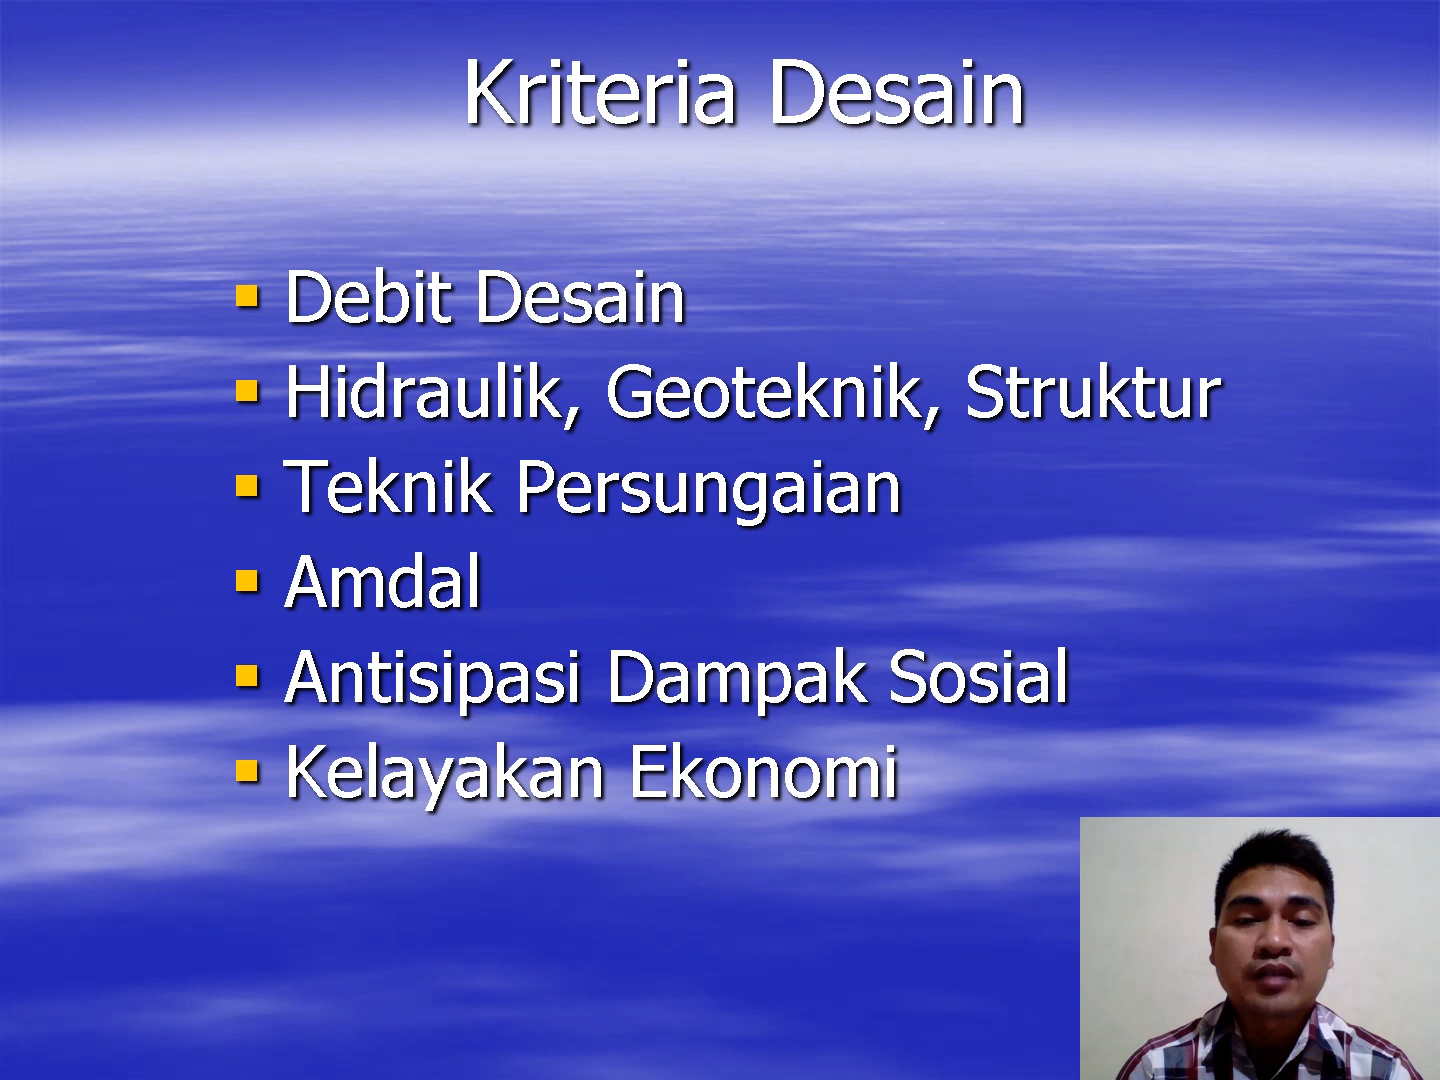 Kriteria Desain
▪ Debit Desain
▪ Hidraulik, Geoteknik, Struktur
▪ Teknik Persungaian
▪ Amdal
▪ Antisipasi Dampak Sosial
▪ Kelayakan Ekonomi